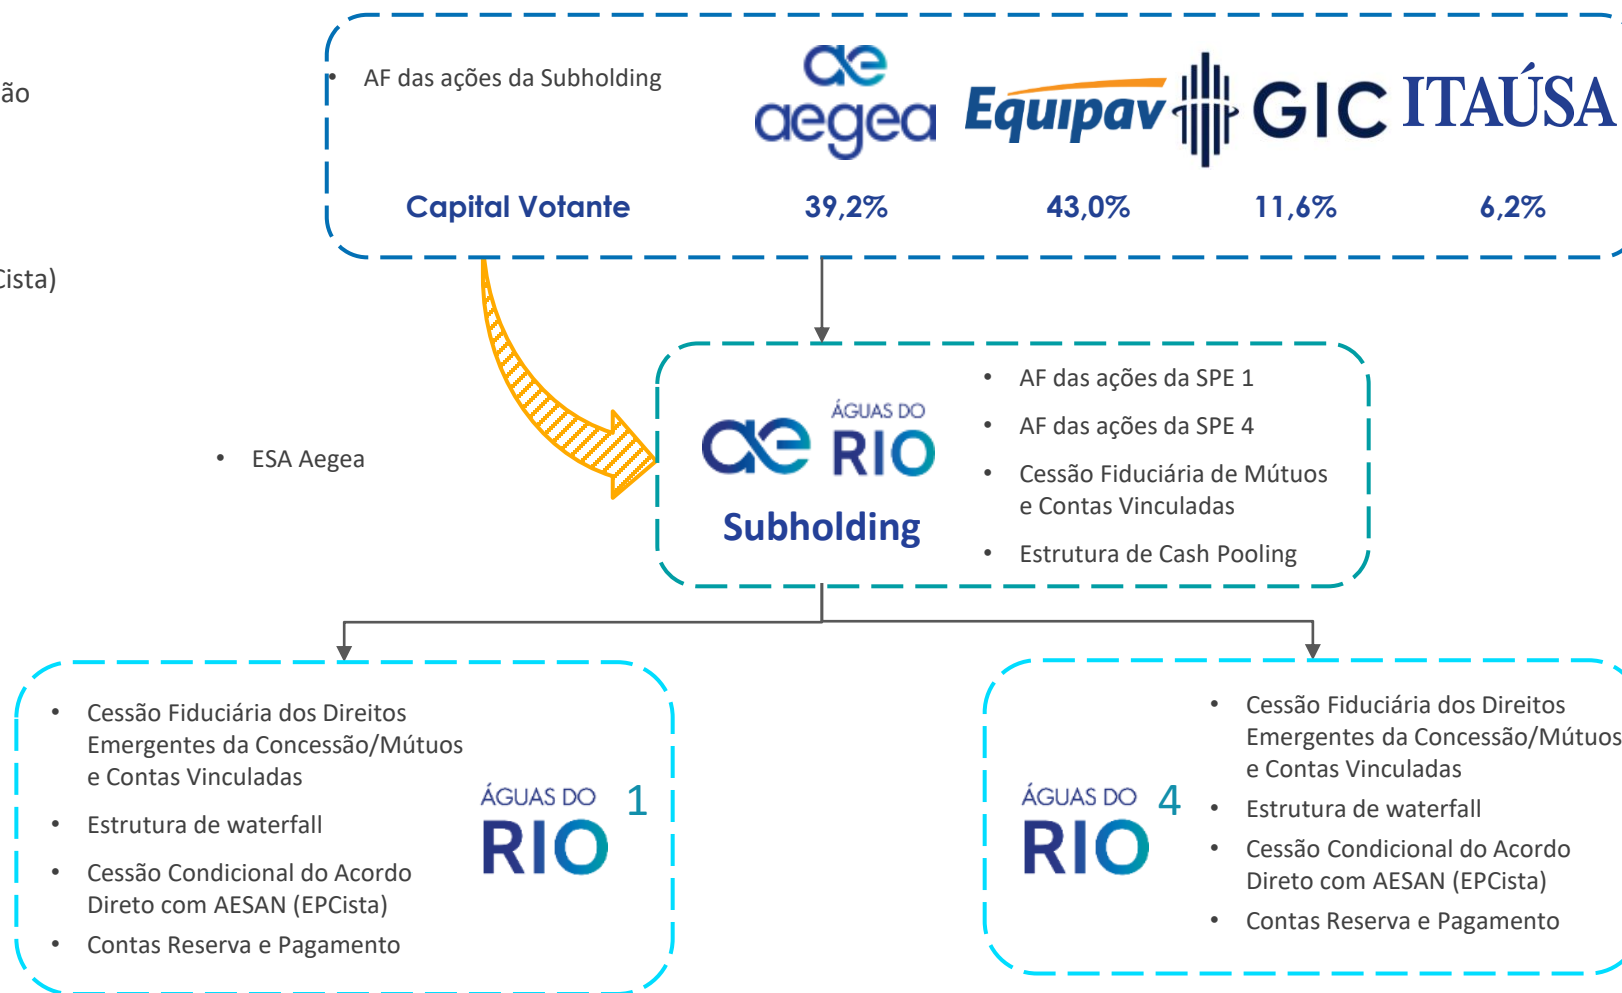 ão
Cista)
• AF das ações da Subholding
ae
aegea
Equipav
GIC
ITAÚSA
Capital Votante 39,2% 43,0% 11,6% 6,2%
• ESA Aegea
ae ÁGUAS DO
RIO
Subholding
• AF das ações da SPE 1
• AF das ações da SPE 4
• Cessão Fiduciária de Mútuos
e Contas Vinculadas
• Estrutura de Cash Pooling
• Cessão Fiduciária dos Direitos
Emergentes da Concessão/Mútuos
e Contas Vinculadas
• Estrutura de waterfall
• Cessão Condicional do Acordo
Direto com AESAN (EPCista)
• Contas Reserva e Pagamento
ÁGUAS DO 1
RIO
ÁGUAS DO 4
RIO
• Cessão Fiduciária dos Direitos
Emergentes da Concessão/Mútuos
e Contas Vinculadas
• Estrutura de waterfall
• Cessão Condicional do Acordo
Direto com AESAN (EPCista)
• Contas Reserva e Pagamento